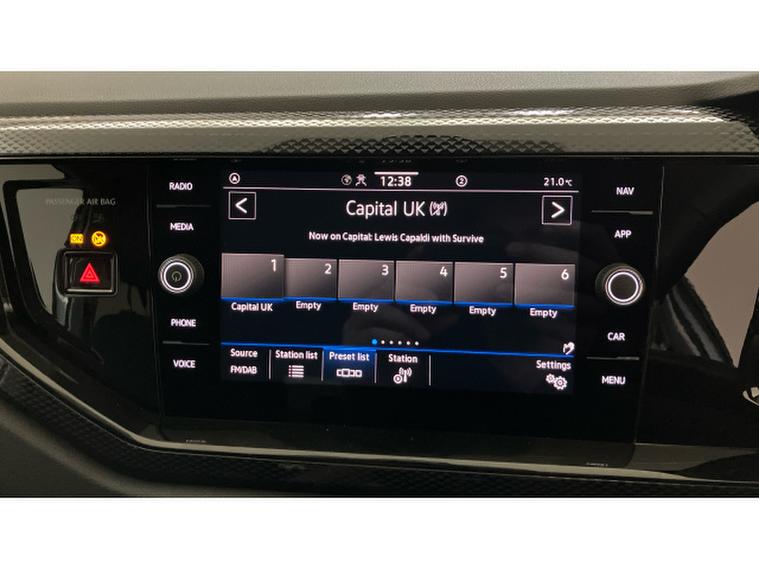 RADIO
MEDIA
PHONE
VOICE
PASSENGER AIR BAG
ON
A
12:38
2
21.0°C
< Capital UK >
Now on Capital: Lewis Capaldi with Survive
1 2 3 4 5 6
Capital UK Empty Empty Empty Empty Empty
Source Station list Preset list Station Settings
FM/DAB
NAV
APP
CAR
MENU